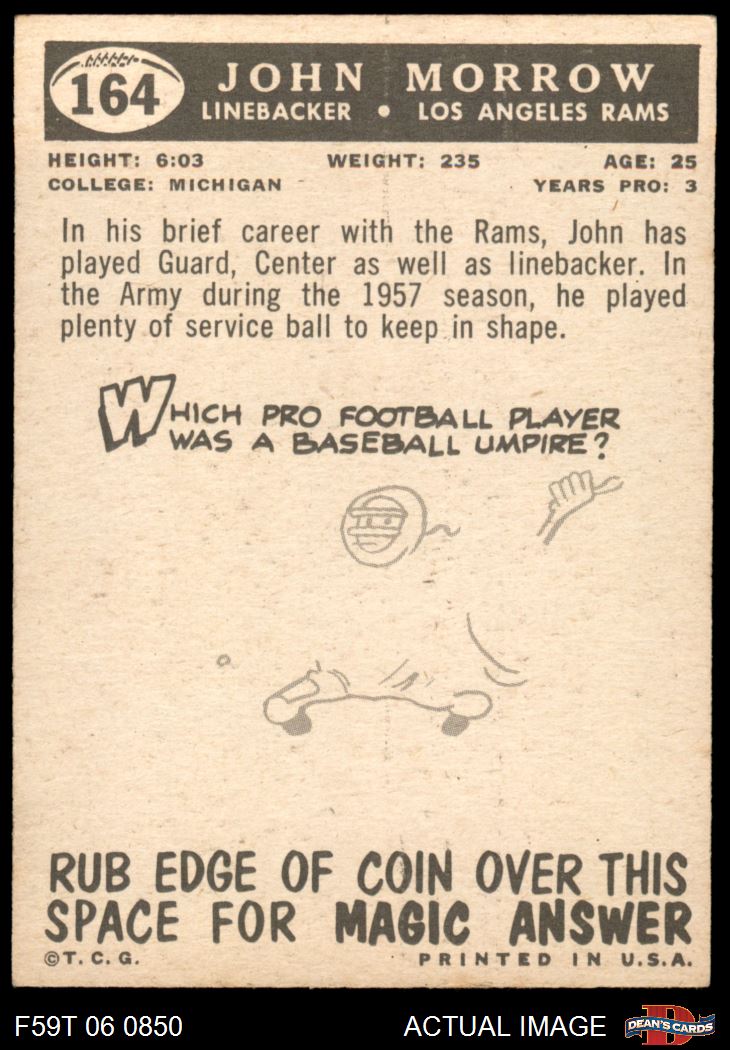 164
JOHN MORROW
LINEBACKER • LOS ANGELES RAMS
HEIGHT: 6:03 WEIGHT: 235 AGE: 25
COLLEGE: MICHIGAN YEARS PRO: 3
In his brief career with the Rams, John has
played Guard, Center as well as linebacker. In
the Army during the 1957 season, he played
plenty of service ball to keep in shape.
WHICH PRO FOOTBALL PLAYER
WAS A BASEBALL UMPIRE?
RUB EDGE OF COIN OVER THIS
SPACE FOR MAGIC ANSWER
©T.C.G. PRINTED IN U.S.A.
F59T 06 0850 ACTUAL IMAGE D DEAN'S CARDS